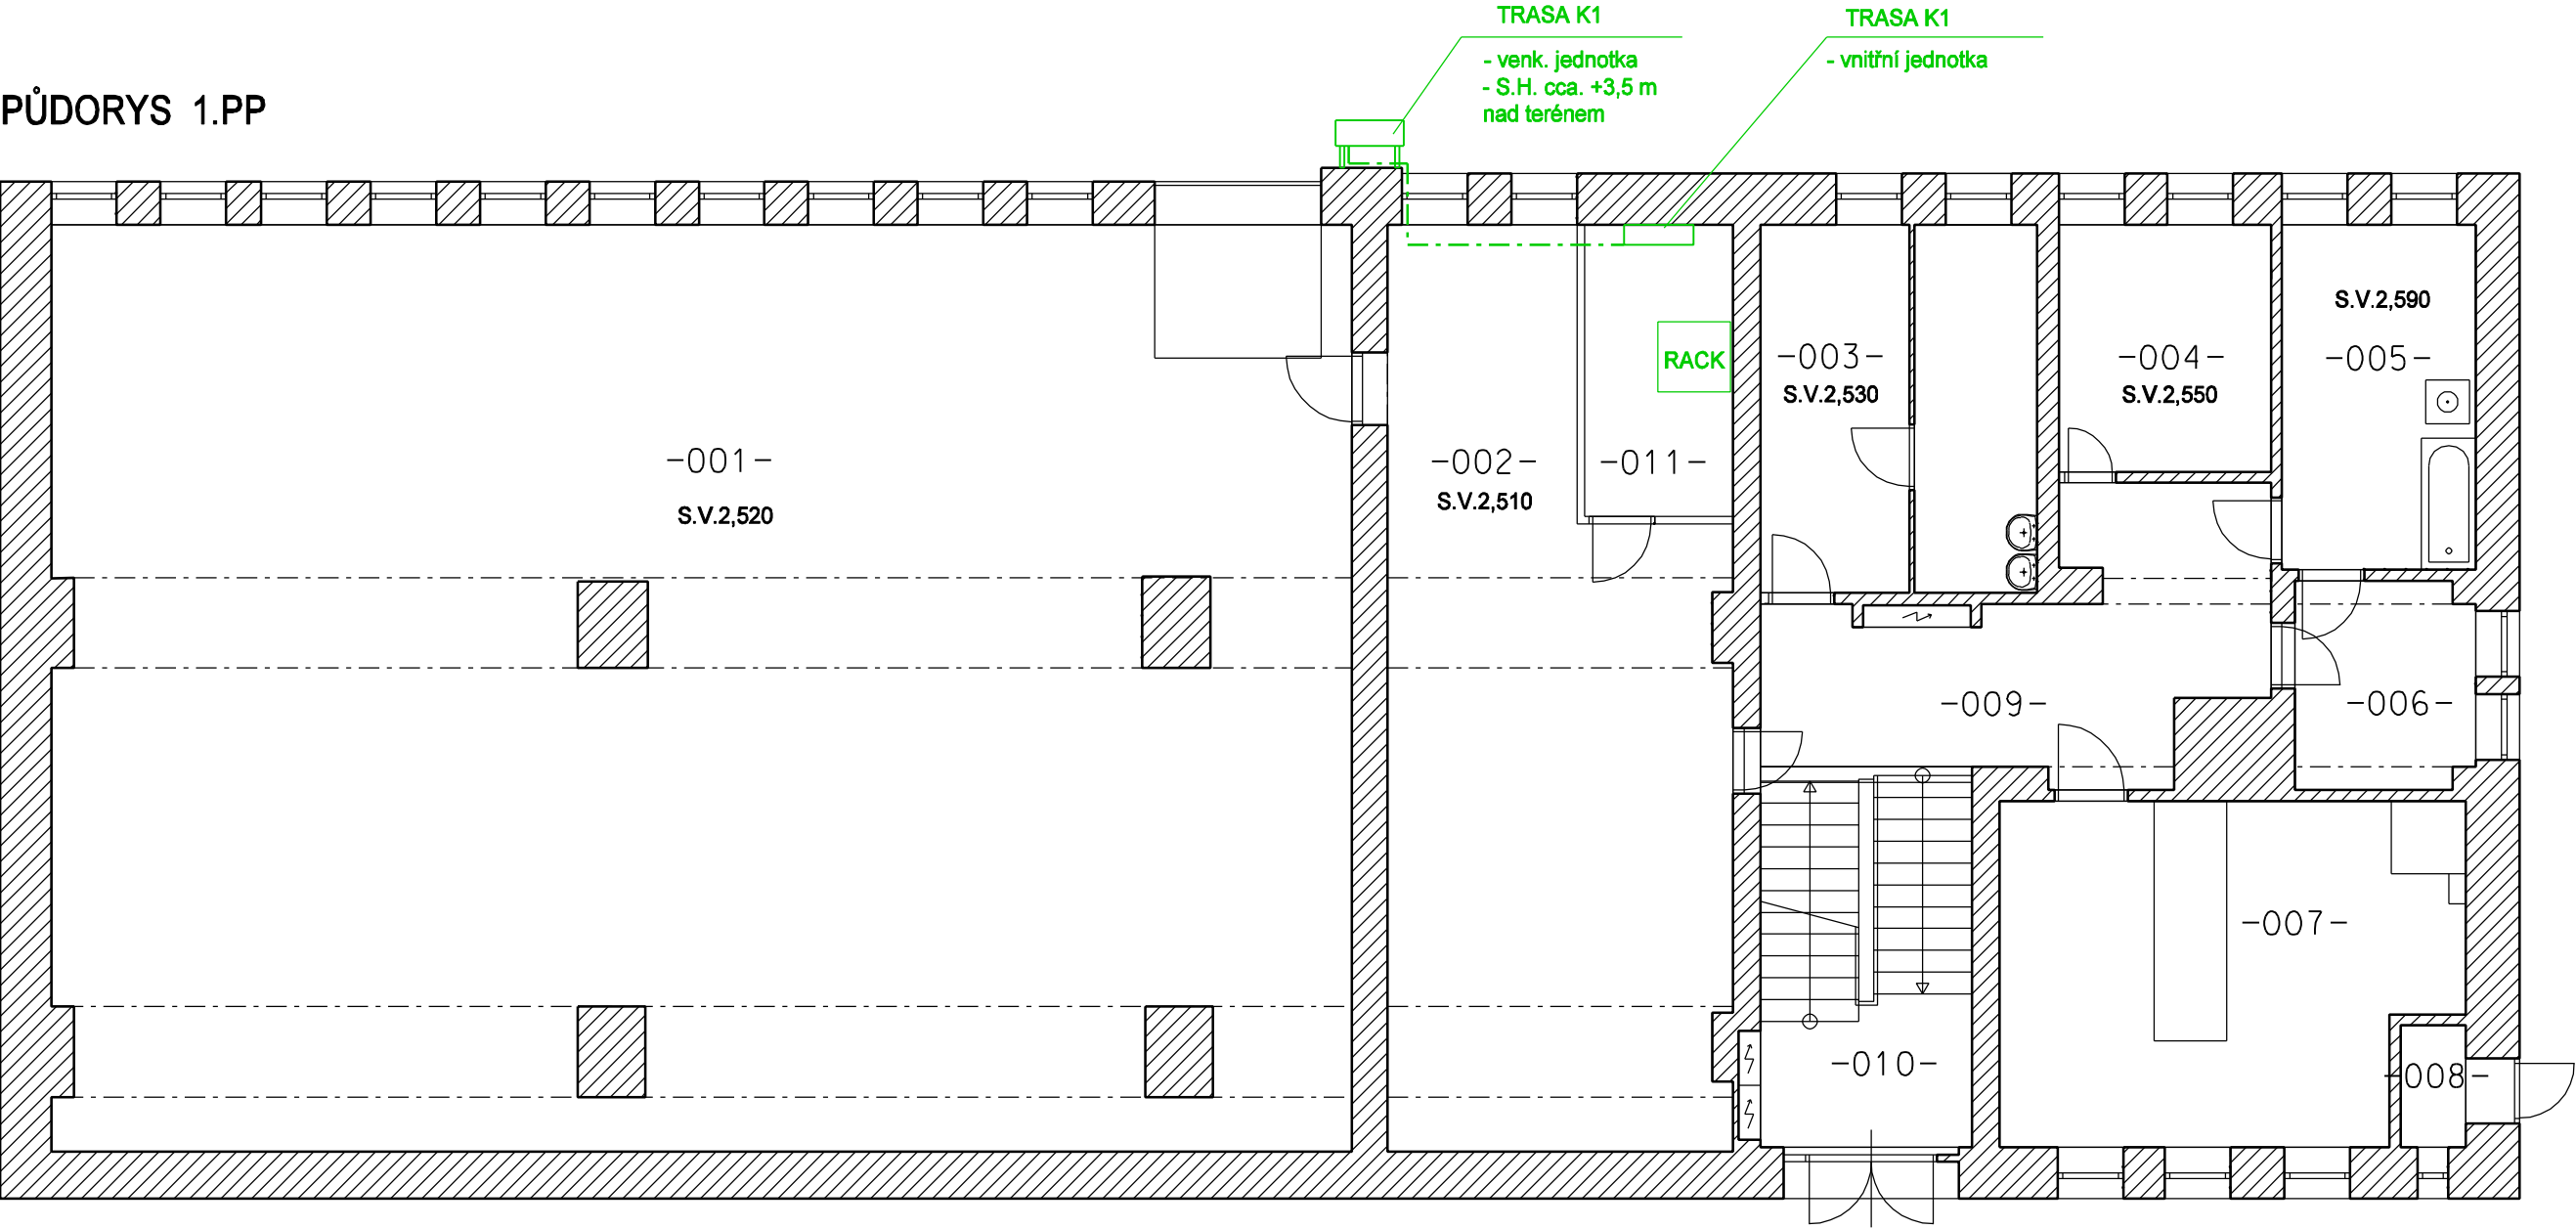 TRASA K1
- venk. jednotka
- S.H. cca. +3,5 m
nad terénem
TRASA K1
- vnitřní jednotka
PŮDORYS 1.PP
S.V.2,590
RACK
-003-
S.V.2,530
-004-
S.V.2,550
-005-
-001-
S.V.2,520
-002-
S.V.2,510
-011-
-009-
-006-
-007-
-010-
-008-